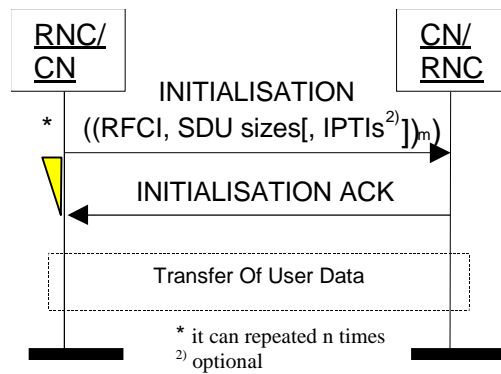 RNC/
CN
CN/
RNC
INITIALISATION
* ((RFCI, SDU sizes[, IPTIs²⁾])ₘ)
INITIALISATION ACK
Transfer Of User Data
* it can repeated n times
²⁾ optional